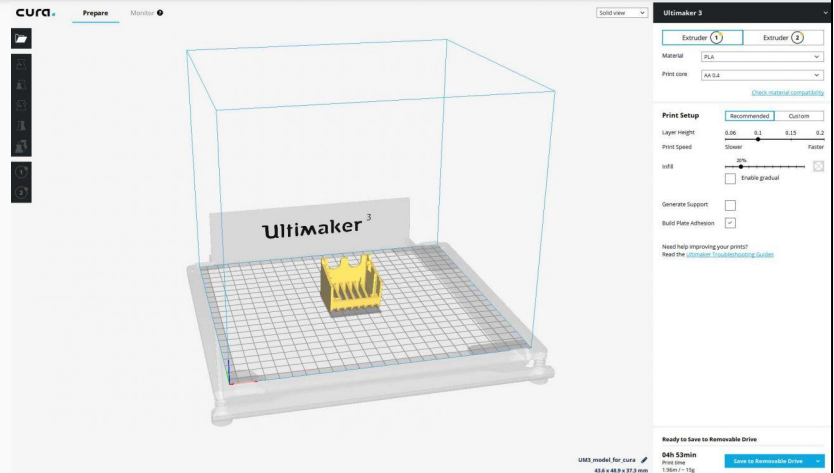 cura.
Prepare
Monitor
Solid view
Ultimaker 3
Extruder 1
Extruder 2
Material
PLA
Print core
AA 0.4
Check material compatibility
Print Setup
Recommended
Custom
Layer Height
0.06 0.1 0.15 0.2
Print Speed
Slower
Faster
20%
Infill
Enable gradual
Generate Support
Build Plate Adhesion
Need help improving your prints?
Read the Ultimaker Troubleshooting Guides
1
2
Ultimaker 3
UM3_model_for_cura
43.6 x 48.9 x 37.3 mm
Ready to Save to Removable Drive
04h 53min
Print time
1.96m / ~ 15g
Save to Removable Drive